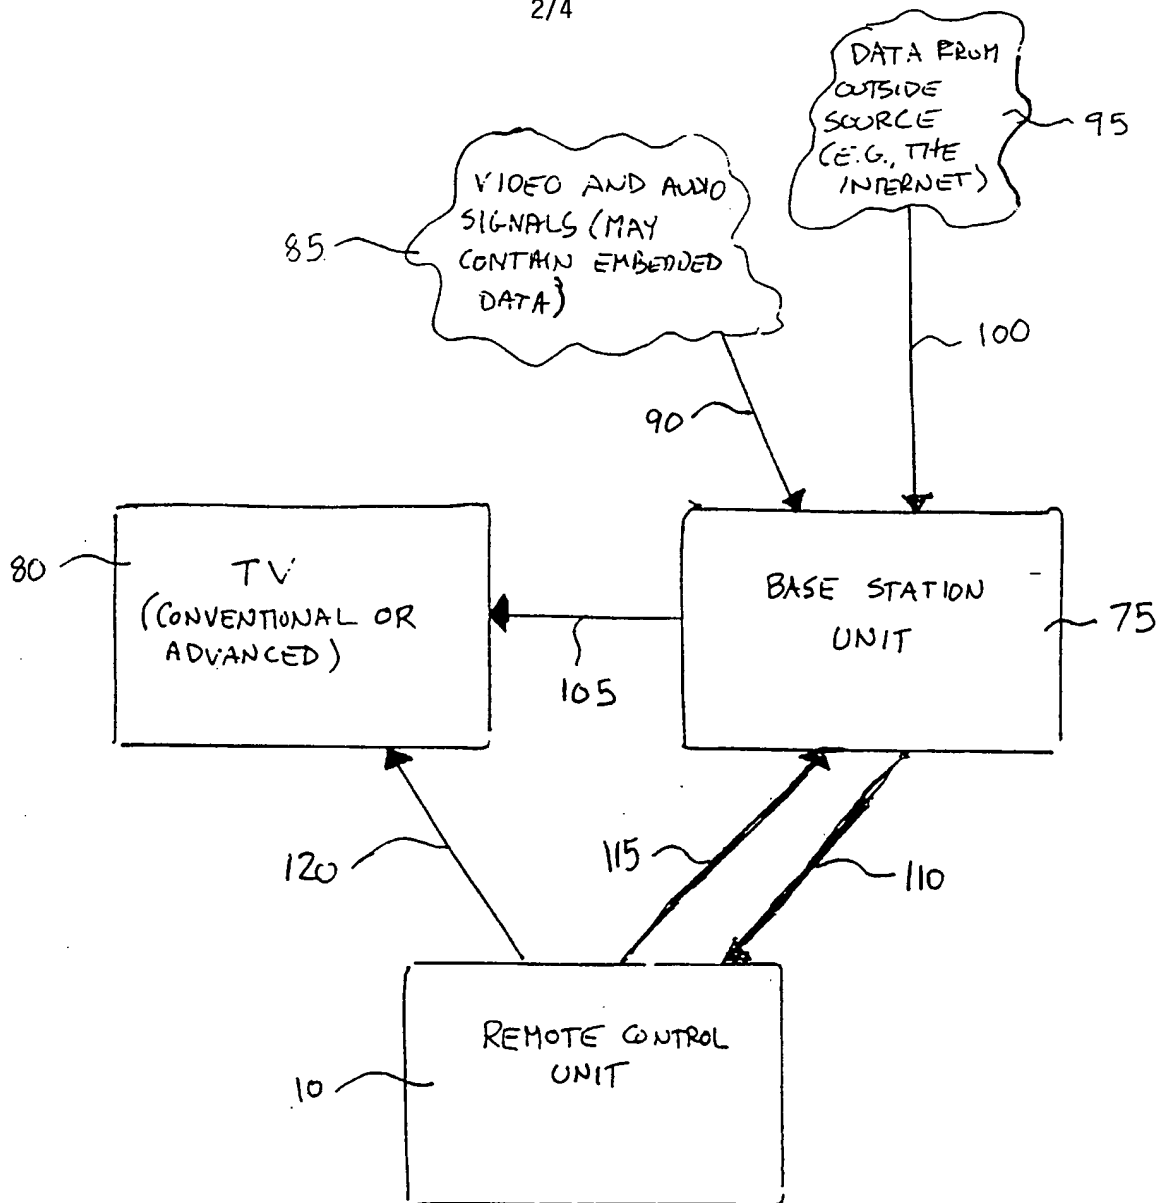 2/4
DATA FROM
OUTSIDE
SOURCE
(E.G., THE
INTERNET)
95
VIDEO AND AUDIO
SIGNALS (MAY
CONTAIN EMBEDDED
DATA)
85
100
90
80
TV
(CONVENTIONAL OR
ADVANCED)
BASE STATION
UNIT
75
105
120
115
110
REMOTE CONTROL
UNIT
10